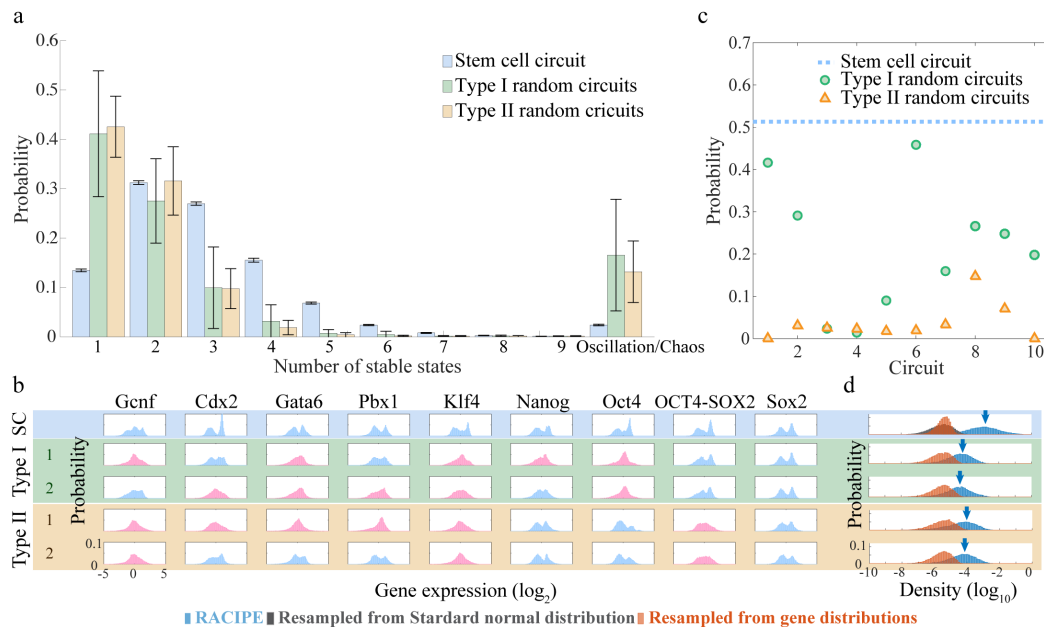 a
0.6
0.5
0.4
0.3
0.2
0.1
0
Probability
Stem cell circuit
Type I random circuits
Type II random cricuits
1 2 3 4 5 6 7 8 9 Oscillation/Chaos
Number of stable states
c
0.7
0.6
0.5
0.4
0.3
0.2
0.1
0
Probability
Stem cell circuit
Type I random circuits
Type II random circuits
2 4 6 8 10
Circuit
b
Gcnf Cdx2 Gata6 Pbx1 Klf4 Nanog Oct4 OCT4-SOX2 Sox2
SC
Type I
1
2
Type II
1
2
Probability
0.1
0
-5 0 5
Gene expression (log2)
d
Probability
0.1
0
-10 -8 -6 -4 -2 0
Density (log10)
RACIPE Resampled from Stardard normal distribution Resampled from gene distributions